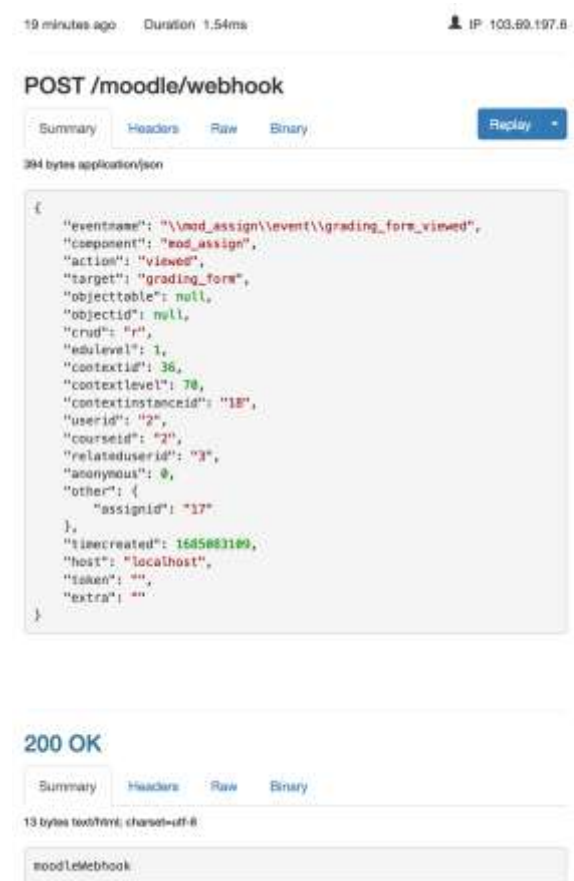 19 minutes ago Duration 1.54ms IP 103.69.197.6
POST /moodle/webhook
Summary Headers Raw Binary Replay
394 bytes application/json
{
"eventname": "\\mod_assign\\event\\grading_form_viewed",
"component": "mod_assign",
"action": "viewed",
"target": "grading_form",
"objecttable": null,
"objectid": null,
"crud": "r",
"edulevel": 1,
"contextid": 36,
"contextlevel": 70,
"contextinstanceid": "18",
"userid": "2",
"courseid": "2",
"relateduserid": "3",
"anonymous": 0,
"other": {
"assignid": "17"
},
"timecreated": 1685083109,
"host": "localhost",
"token": "",
"extra": ""
}
200 OK
Summary Headers Raw Binary
13 bytes text/html; charset=utf-8
moodleWebhook